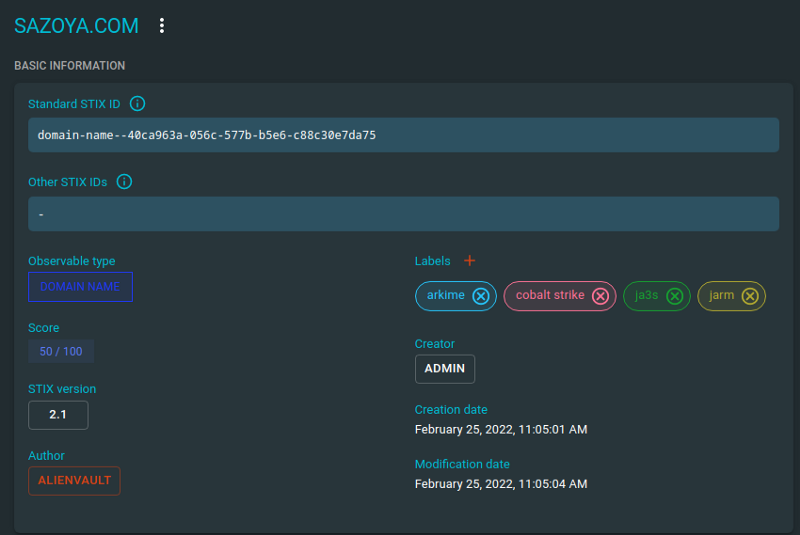 SAZOYA.COM
BASIC INFORMATION
Standard STIX ID
domain-name--40ca963a-056c-577b-b5e6-c88c30e7da75
Other STIX IDs
-
Observable type
DOMAIN NAME
Score
50 / 100
STIX version
2.1
Author
ALIENVAULT
Labels +
arkime
cobalt strike
ja3s
jarm
Creator
ADMIN
Creation date
February 25, 2022, 11:05:01 AM
Modification date
February 25, 2022, 11:05:04 AM